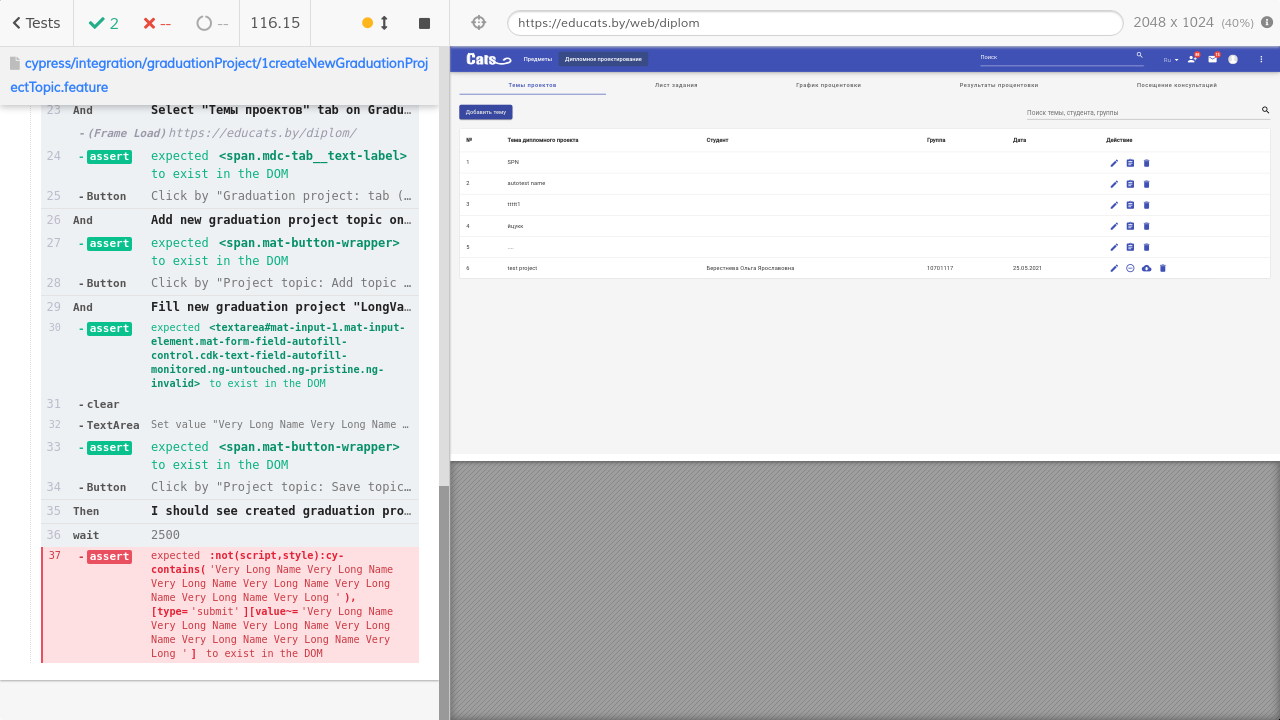 Tests
2
--
--
116.15
https://educats.by/web/diplom
2048 x 1024 (40%)
cypress/integration/graduationProject/1createNewGraduationProj
ectTopic.feature
23 And Select "Темы проектов" tab on Gradu…
-(Frame Load) https://educats.by/diplom/
24 -assert expected <span.mdc-tab__text-label>
to exist in the DOM
25 -Button Click by "Graduation project: tab (…
26 And Add new graduation project topic on…
27 -assert expected <span.mat-button-wrapper>
to exist in the DOM
28 -Button Click by "Project topic: Add topic …
29 And Fill new graduation project "LongVa…
30 -assert expected <textarea#mat-input-1.mat-input-
element.mat-form-field-autofill-
control.cdk-text-field-autofill-
monitored.ng-untouched.ng-pristine.ng-
invalid> to exist in the DOM
31 -clear
32 -TextArea Set value "Very Long Name Very Long Name …
33 -assert expected <span.mat-button-wrapper>
to exist in the DOM
34 -Button Click by "Project topic: Save topic…
35 Then I should see created graduation pro…
36 wait 2500
37 -assert expected :not(script,style):cy-
contains('Very Long Name Very Long Name
Very Long Name Very Long Name Very Long
Name Very Long Name Very Long '),
[type='submit'][value~='Very Long Name
Very Long Name Very Long Name Very Long
Name Very Long Name Very Long Name Very
Long '] to exist in the DOM
Cats Предметы Дипломное проектирование Поиск Ru
Темы проектов Лист задания График процентовки Результаты процентовки Посещение консультаций
Добавить тему Поиск темы, студента, группы
№ Тема дипломного проекта Студент Группа Дата Действие
1 SPN
2 autotest name
3 ttttt1
4 йцукк
5 ....
6 test project Берестнева Ольга Ярославовна 10701117 25.05.2021